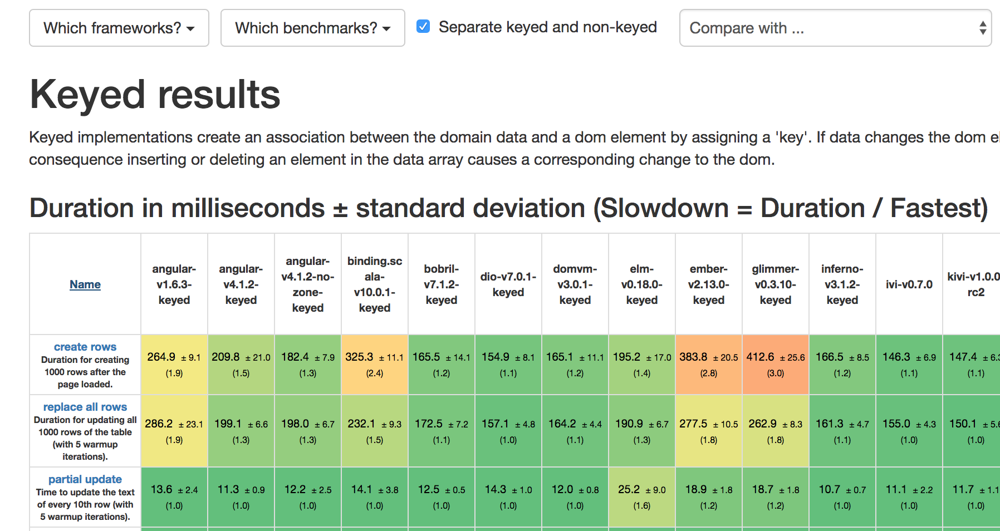 Which frameworks?
Which benchmarks?
Separate keyed and non-keyed
Compare with ...
Keyed results
Keyed implementations create an association between the domain data and a dom element by assigning a 'key'. If data changes the dom
consequence inserting or deleting an element in the data array causes a corresponding change to the dom.
Duration in milliseconds ± standard deviation (Slowdown = Duration / Fastest)
Name
angular-
v1.6.3-
keyed
angular-
v4.1.2-
keyed
angular-
v4.1.2-no-
zone-
keyed
binding.sc
ala-
v10.0.1-
keyed
bobril-
v7.1.2-
keyed
dio-v7.0.1-
keyed
domvm-
v3.0.1-
keyed
elm-
v0.18.0-
keyed
ember-
v2.13.0-
keyed
glimmer-
v0.3.10-
keyed
inferno-
v3.1.2-
keyed
ivi-v0.7.0
kivi-v1.0.0
rc2
create rows
Duration for creating
1000 rows after the
page loaded.
264.9 ± 9.1
(1.9)
209.8 ± 21.0
(1.5)
182.4 ± 7.9
(1.3)
325.3 ± 11.1
(2.4)
165.5 ± 14.1
(1.2)
154.9 ± 8.1
(1.1)
165.1 ± 11.1
(1.2)
195.2 ± 17.0
(1.4)
383.8 ± 20.5
(2.8)
412.6 ± 25.6
(3.0)
166.5 ± 8.5
(1.2)
146.3 ± 6.9
(1.1)
147.4 ± 6.3
(1.1)
replace all rows
Duration for updating all
1000 rows of the table
(with 5 warmup
iterations).
286.2 ± 23.1
(1.9)
199.1 ± 6.6
(1.3)
198.0 ± 6.7
(1.3)
232.1 ± 9.3
(1.5)
172.5 ± 7.2
(1.1)
157.1 ± 4.8
(1.0)
164.2 ± 4.4
(1.1)
190.9 ± 6.7
(1.3)
277.5 ± 10.5
(1.8)
262.9 ± 8.3
(1.8)
161.3 ± 4.7
(1.1)
155.0 ± 4.3
(1.0)
150.1 ± 5.6
(1.0)
partial update
Time to update the text
of every 10th row (with
5 warmup iterations).
13.6 ± 2.4
(1.0)
11.3 ± 0.9
(1.0)
12.2 ± 2.5
(1.0)
14.1 ± 3.8
(1.0)
12.5 ± 0.5
(1.0)
14.3 ± 1.0
(1.0)
12.0 ± 0.8
(1.0)
25.2 ± 9.0
(1.6)
18.9 ± 1.8
(1.2)
18.7 ± 1.8
(1.2)
10.7 ± 0.7
(1.0)
11.1 ± 2.2
(1.0)
11.7 ± 1.1
(1.0)